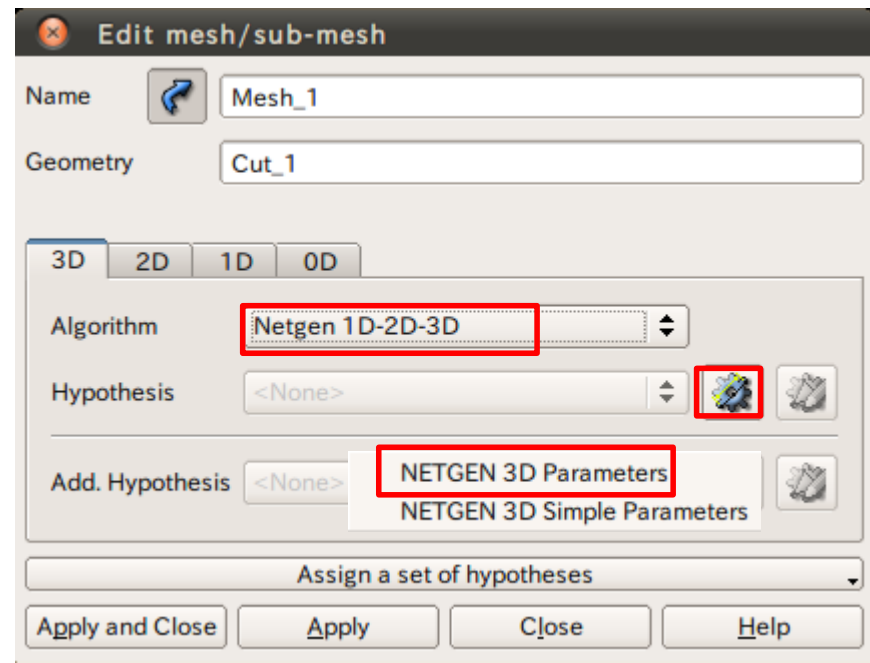 Edit mesh/sub-mesh
Name Mesh_1
Geometry Cut_1
3D 2D 1D 0D
Algorithm Netgen 1D-2D-3D
Hypothesis <None>
Add. Hypothesis <None>
NETGEN 3D Parameters
NETGEN 3D Simple Parameters
Assign a set of hypotheses
Apply and Close Apply Close Help